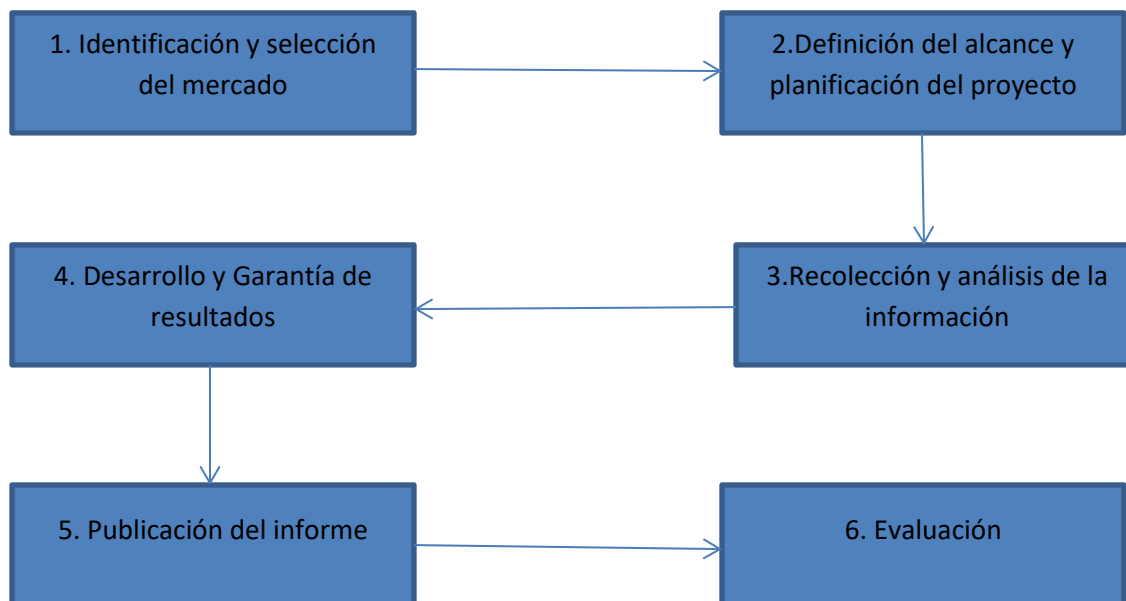 1. Identificación y selección
del mercado
2.Definición del alcance y
planificación del proyecto
3.Recolección y análisis de la
información
4. Desarrollo y Garantía de
resultados
5. Publicación del informe
6. Evaluación